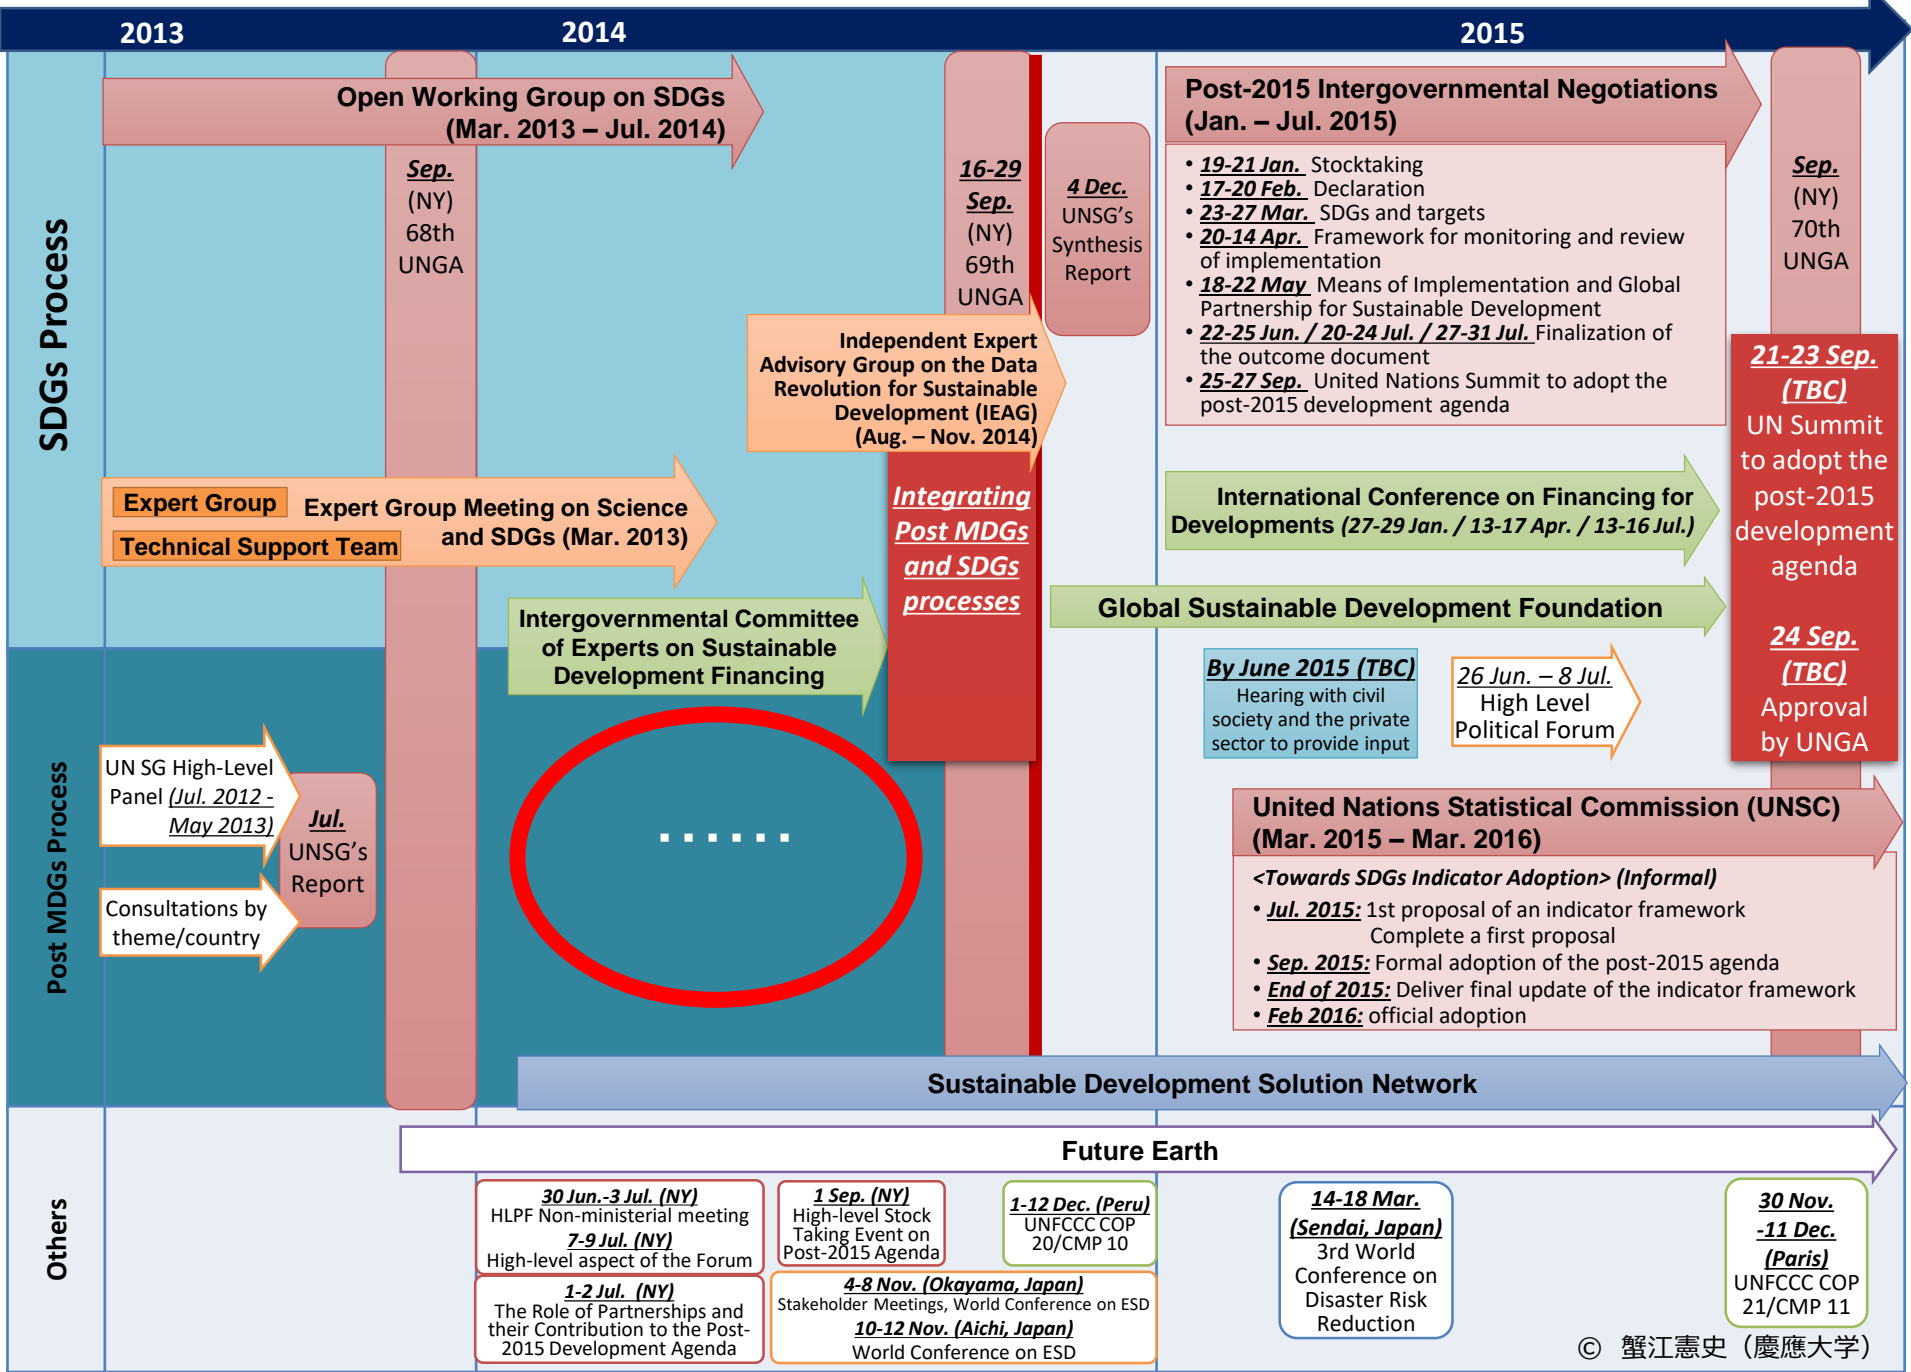 2013
2014
2015
SDGs Process
Post MDGs Process
Others
Open Working Group on SDGs
(Mar. 2013 – Jul. 2014)
Sep.
(NY)
68th
UNGA
16-29
Sep.
(NY)
69th
UNGA
4 Dec.
UNSG's
Synthesis
Report
Post-2015 Intergovernmental Negotiations
(Jan. – Jul. 2015)
• 19-21 Jan. Stocktaking
• 17-20 Feb. Declaration
• 23-27 Mar. SDGs and targets
• 20-14 Apr. Framework for monitoring and review
of implementation
• 18-22 May Means of Implementation and Global
Partnership for Sustainable Development
• 22-25 Jun. / 20-24 Jul. / 27-31 Jul. Finalization of
the outcome document
• 25-27 Sep. United Nations Summit to adopt the
post-2015 development agenda
Sep.
(NY)
70th
UNGA
Independent Expert
Advisory Group on the Data
Revolution for Sustainable
Development (IEAG)
(Aug. – Nov. 2014)
Expert Group
Technical Support Team
Expert Group Meeting on Science
and SDGs (Mar. 2013)
Integrating
Post MDGs
and SDGs
processes
International Conference on Financing for
Developments (27-29 Jan. / 13-17 Apr. / 13-16 Jul.)
21-23 Sep.
(TBC)
UN Summit
to adopt the
post-2015
development
agenda
24 Sep.
(TBC)
Approval
by UNGA
Intergovernmental Committee
of Experts on Sustainable
Development Financing
Global Sustainable Development Foundation
By June 2015 (TBC)
Hearing with civil
society and the private
sector to provide input
26 Jun. – 8 Jul.
High Level
Political Forum
UN SG High-Level
Panel (Jul. 2012 -
May 2013)
Jul.
UNSG's
Report
Consultations by
theme/country
......
United Nations Statistical Commission (UNSC)
(Mar. 2015 – Mar. 2016)
<Towards SDGs Indicator Adoption> (Informal)
• Jul. 2015: 1st proposal of an indicator framework
Complete a first proposal
• Sep. 2015: Formal adoption of the post-2015 agenda
• End of 2015: Deliver final update of the indicator framework
• Feb 2016: official adoption
Sustainable Development Solution Network
Future Earth
30 Jun.-3 Jul. (NY)
HLPF Non-ministerial meeting
7-9 Jul. (NY)
High-level aspect of the Forum
1-2 Jul. (NY)
The Role of Partnerships and
their Contribution to the Post-
2015 Development Agenda
1 Sep. (NY)
High-level Stock
Taking Event on
Post-2015 Agenda
1-12 Dec. (Peru)
UNFCCC COP
20/CMP 10
4-8 Nov. (Okayama, Japan)
Stakeholder Meetings, World Conference on ESD
10-12 Nov. (Aichi, Japan)
World Conference on ESD
14-18 Mar.
(Sendai, Japan)
3rd World
Conference on
Disaster Risk
Reduction
30 Nov.
-11 Dec.
(Paris)
UNFCCC COP
21/CMP 11
© 蟹江憲史（慶應大学）